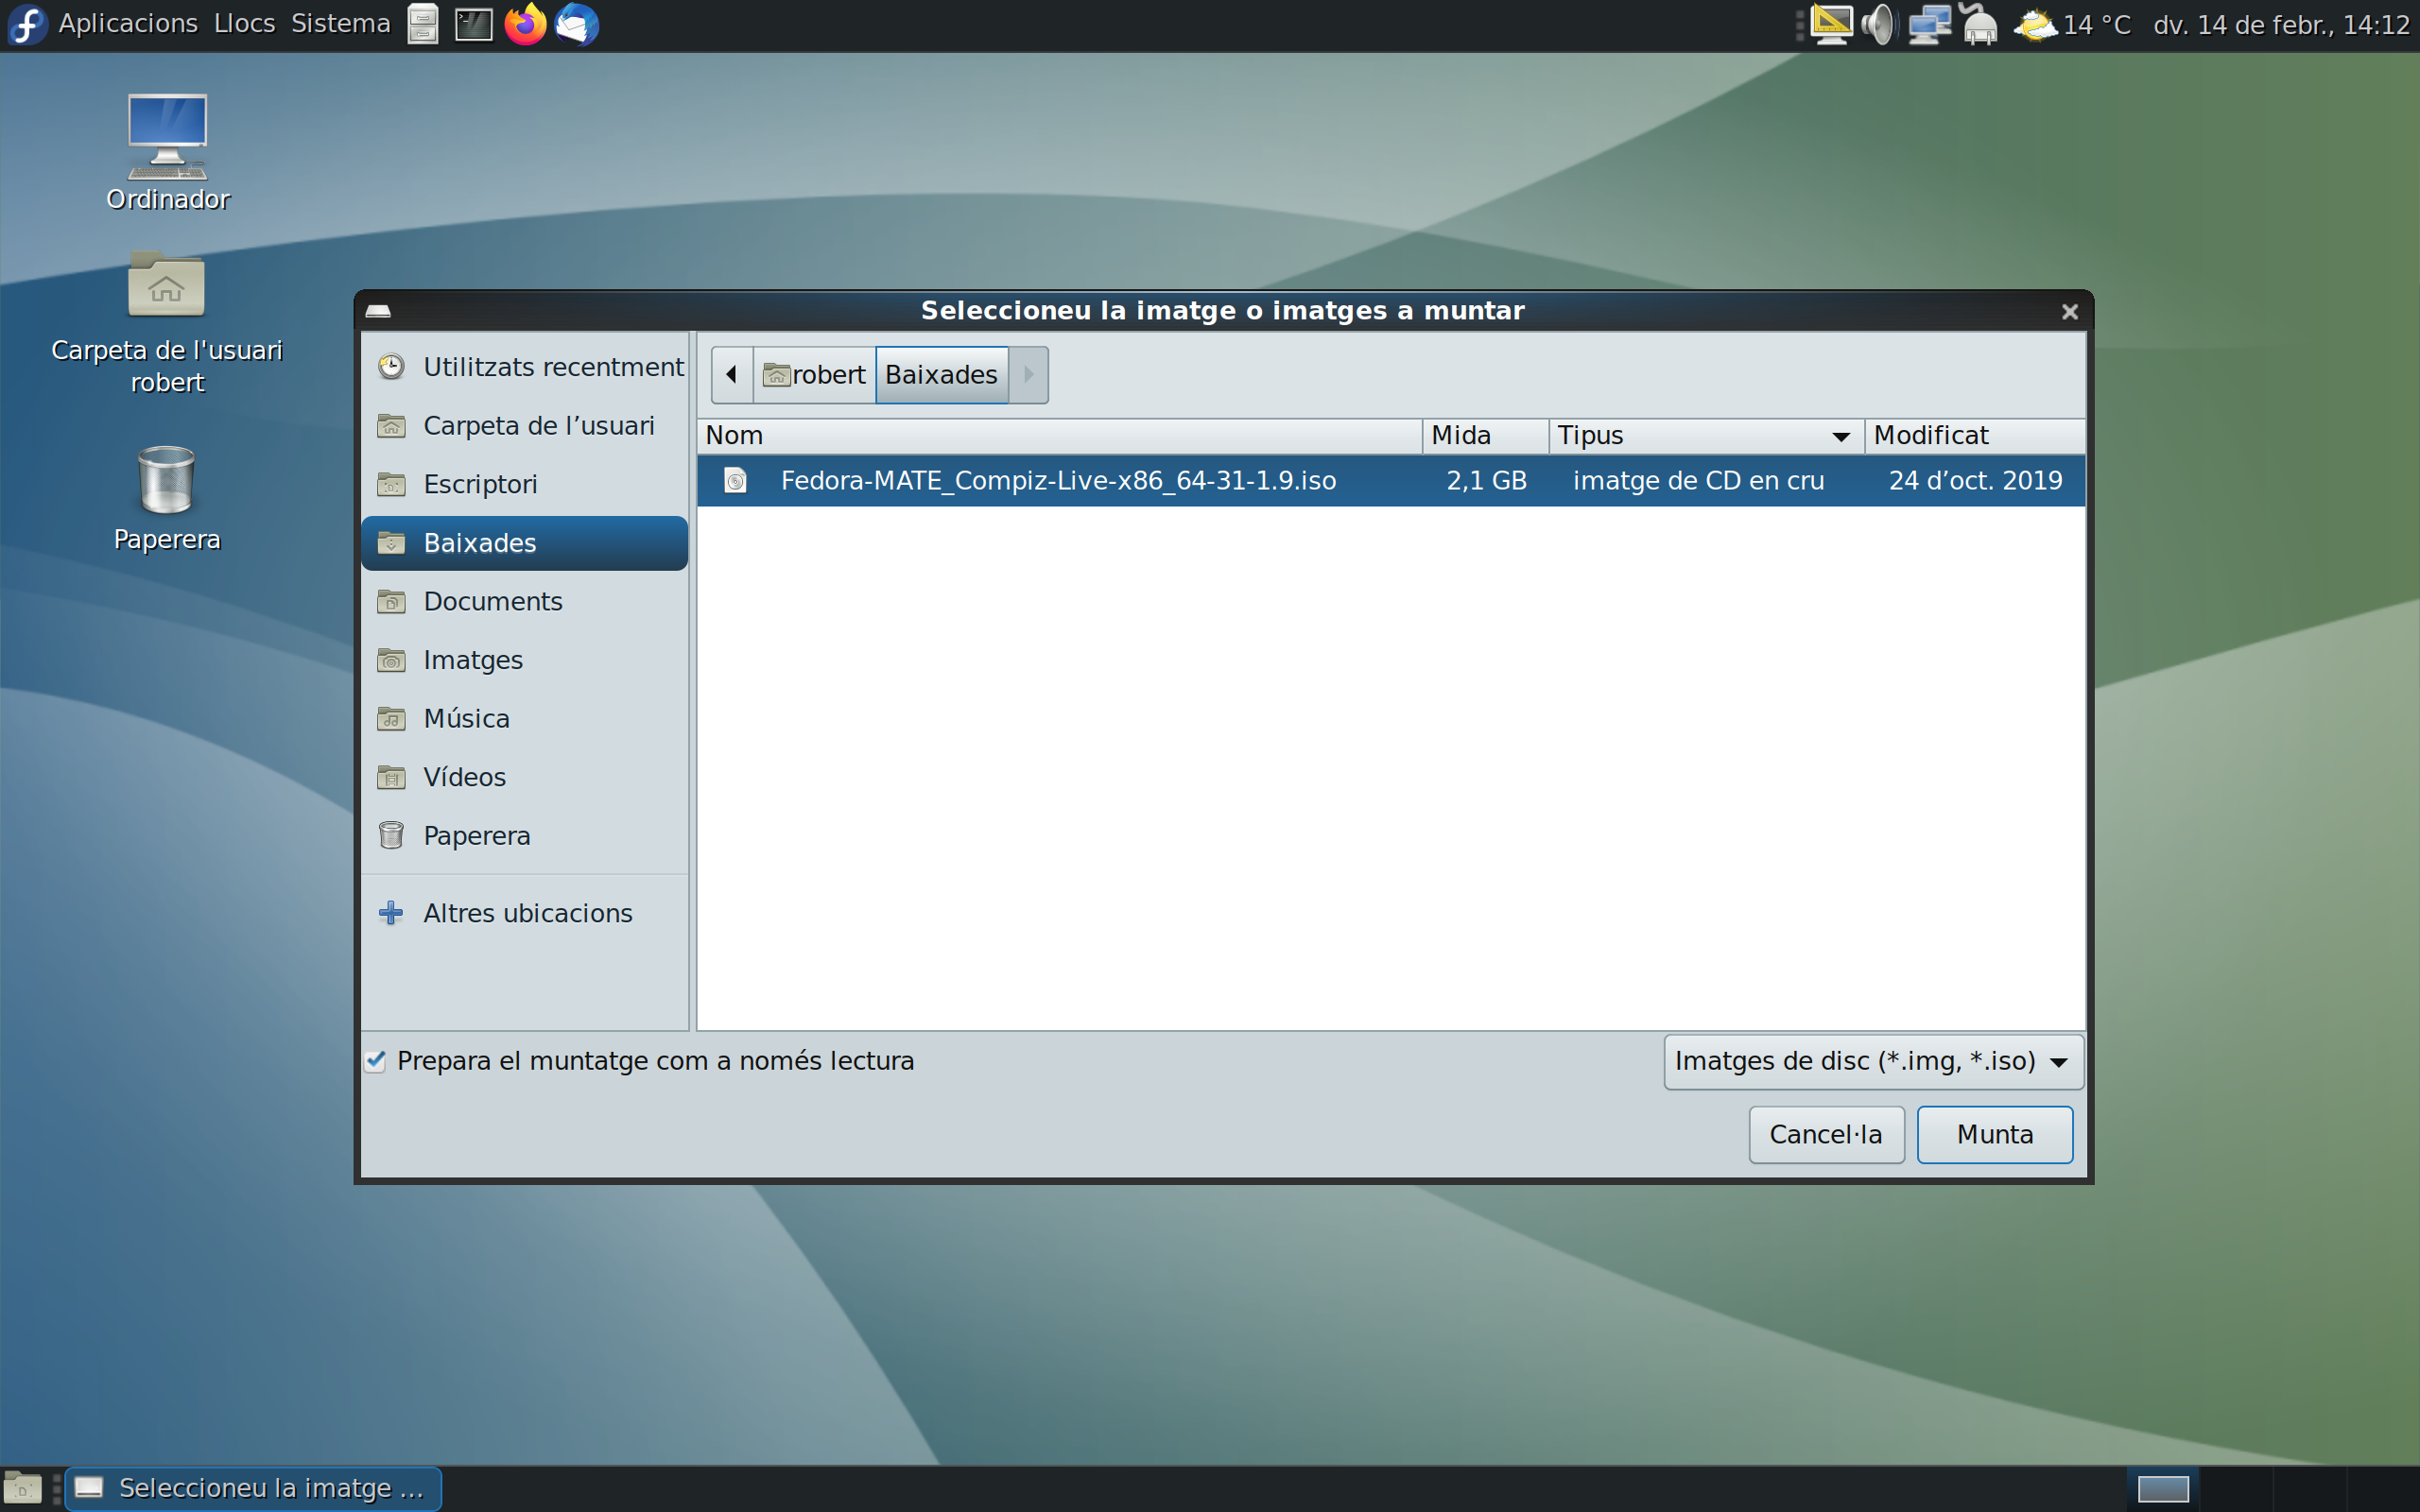 Aplicacions Llocs Sistema
14 °C dv. 14 de febr., 14:12
Ordinador
Carpeta de l'usuari
robert
Paperera
Seleccioneu la imatge o imatges a muntar
Utilitzats recentment
Carpeta de l’usuari
Escriptori
Baixades
Documents
Imatges
Música
Vídeos
Paperera
Altres ubicacions
robert Baixades
Nom Mida Tipus Modificat
Fedora-MATE_Compiz-Live-x86_64-31-1.9.iso 2,1 GB imatge de CD en cru 24 d’oct. 2019
Prepara el muntatge com a només lectura
Imatges de disc (*.img, *.iso)
Cancel·la Munta
Seleccioneu la imatge ...